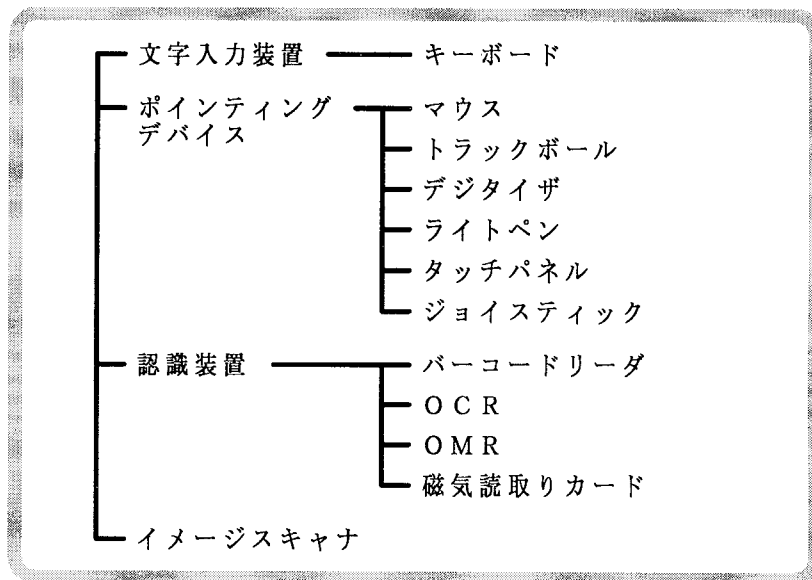 文字入力装置 キーボード
ポインティング マウス
デバイス
トラックボール
デジタイザ
ライトペン
タッチパネル
ジョイスティック
認識装置 バーコードリーダ
OCR
OMR
磁気読取りカード
イメージスキャナ